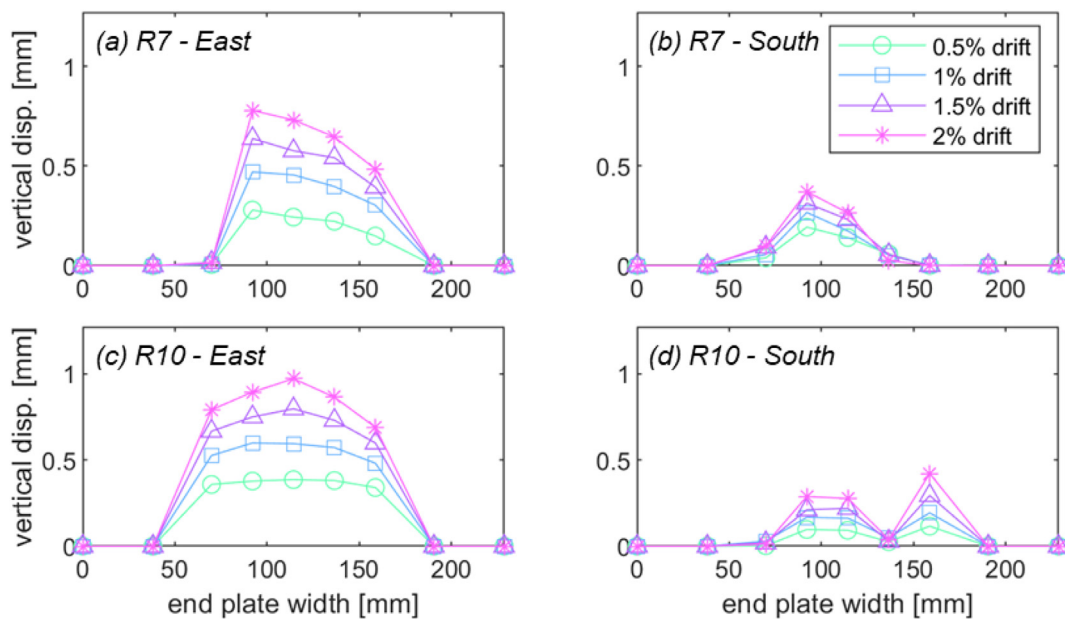 (a) R7 - East
(b) R7 - South
0.5% drift
1% drift
1.5% drift
2% drift
vertical disp. [mm]
1
0.5
0
0 50 100 150 200
1
0.5
0
0 50 100 150 200
(c) R10 - East
(d) R10 - South
vertical disp. [mm]
1
0.5
0
0 50 100 150 200
end plate width [mm]
1
0.5
0
0 50 100 150 200
end plate width [mm]